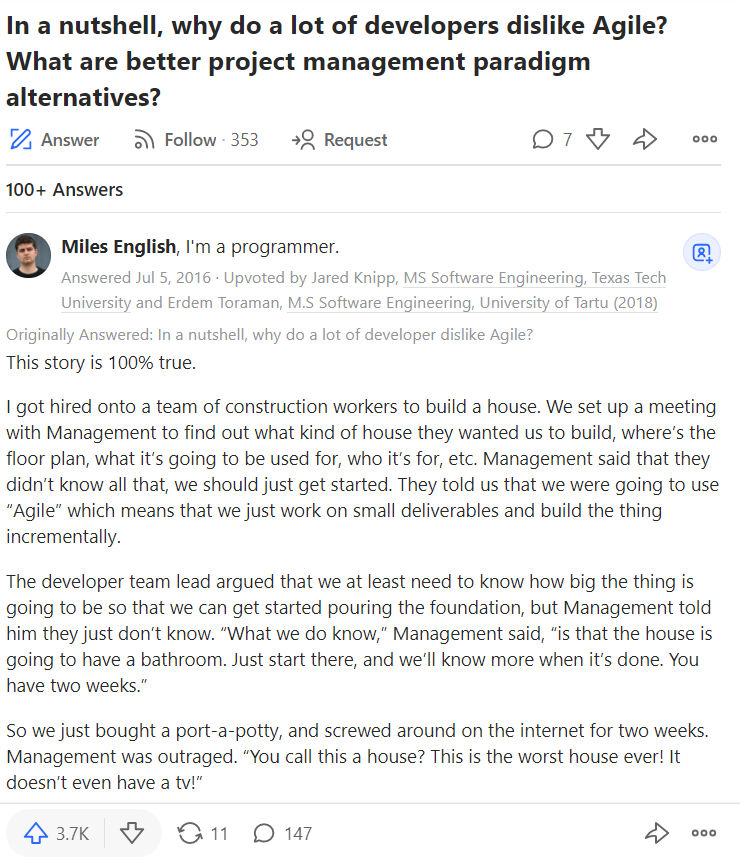 In a nutshell, why do a lot of developers dislike Agile?
What are better project management paradigm
alternatives?
Answer Follow · 353 Request 7
100+ Answers
Miles English, I'm a programmer.
Answered Jul 5, 2016 · Upvoted by Jared Knipp, MS Software Engineering, Texas Tech
University and Erdem Toraman, M.S Software Engineering, University of Tartu (2018)
Originally Answered: In a nutshell, why do a lot of developer dislike Agile?
This story is 100% true.
I got hired onto a team of construction workers to build a house. We set up a meeting
with Management to find out what kind of house they wanted us to build, where’s the
floor plan, what it’s going to be used for, who it’s for, etc. Management said that they
didn’t know all that, we should just get started. They told us that we were going to use
“Agile” which means that we just work on small deliverables and build the thing
incrementally.
The developer team lead argued that we at least need to know how big the thing is
going to be so that we can get started pouring the foundation, but Management told
him they just don’t know. “What we do know,” Management said, “is that the house is
going to have a bathroom. Just start there, and we’ll know more when it’s done. You
have two weeks.”
So we just bought a port-a-potty, and screwed around on the internet for two weeks.
Management was outraged. “You call this a house? This is the worst house ever! It
doesn’t even have a tv!”
3.7K 11 147